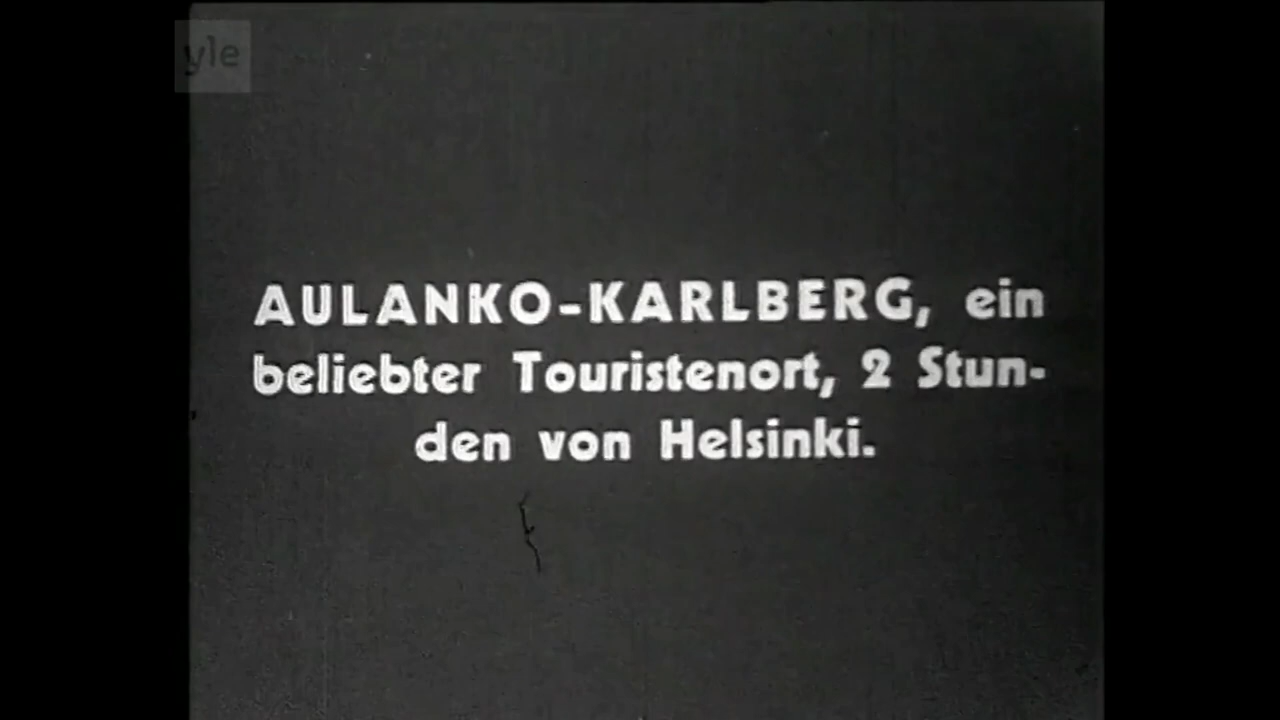 yle
AULANKO-KARLBERG, ein
beliebter Touristenort, 2 Stun-
den von Helsinki.